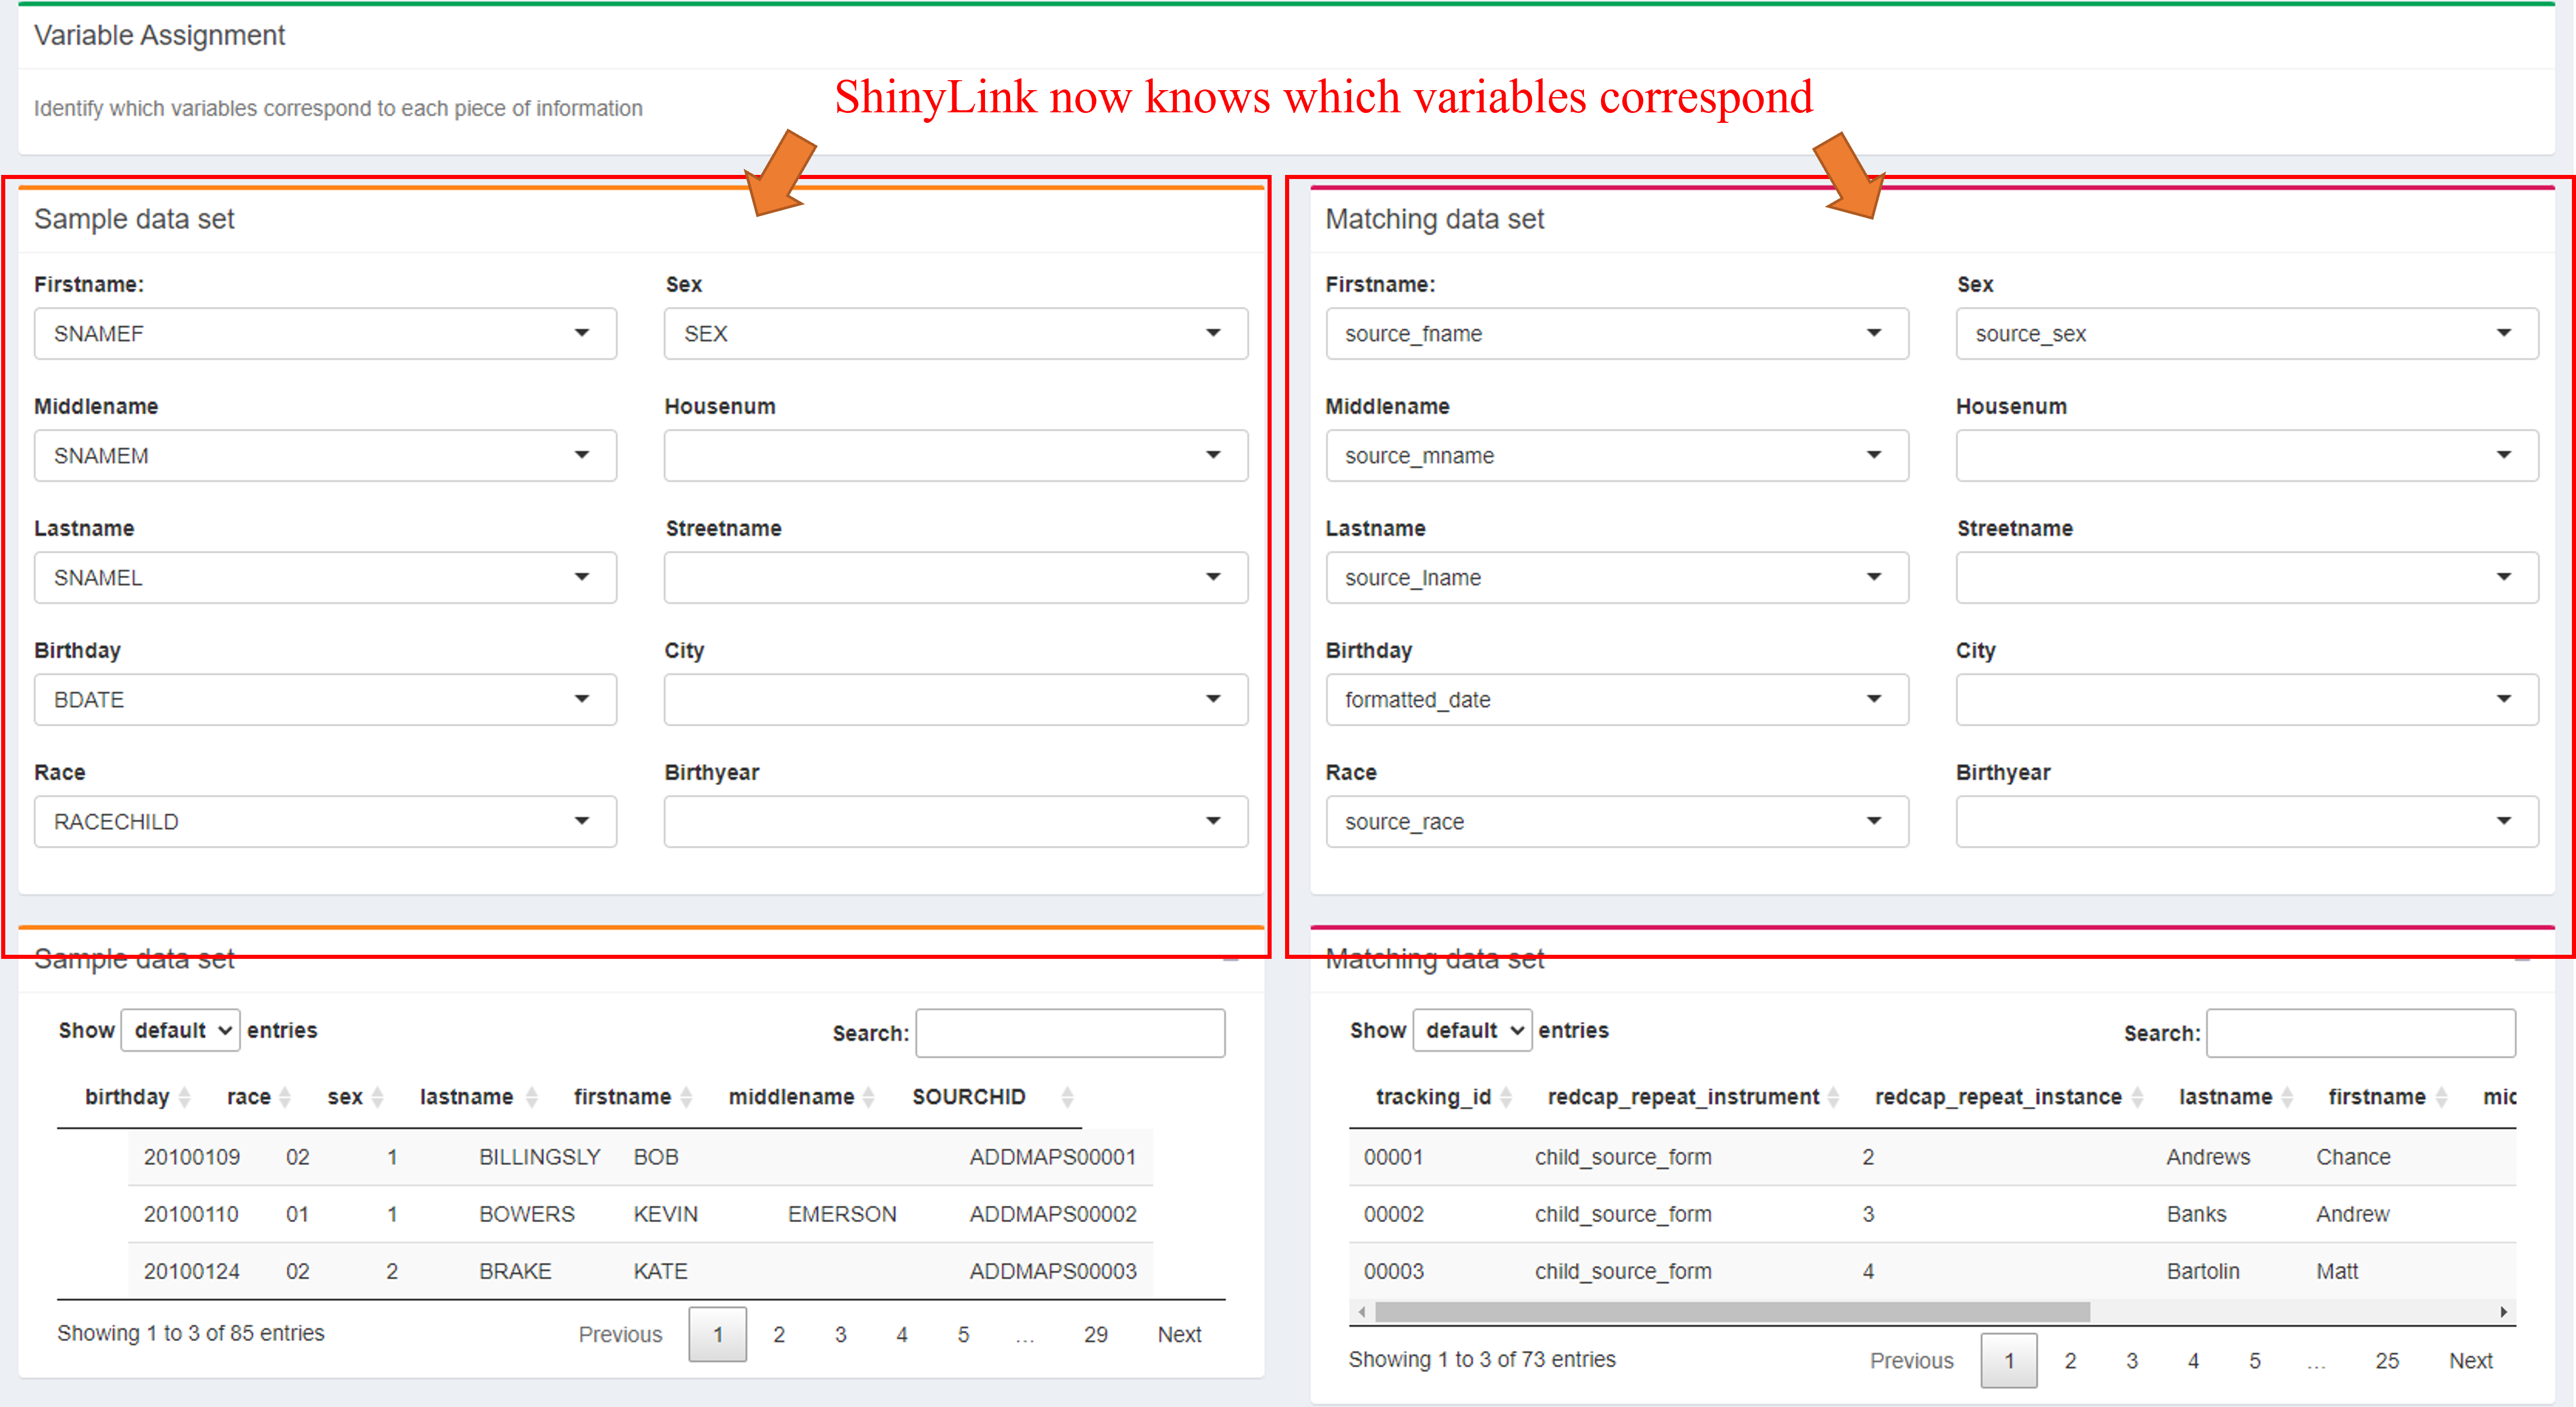 Variable Assignment
Identify which variables correspond to each piece of information
ShinyLink now knows which variables correspond
Sample data set
Firstname:
SNAMEF
Sex
SEX
Middlename
SNAMEM
Housenum
Lastname
SNAMEL
Streetname
Birthday
BDATE
City
Race
RACECHILD
Birthyear
Matching data set
Firstname:
source_fname
Sex
source_sex
Middlename
source_mname
Housenum
Lastname
source_lname
Streetname
Birthday
formatted_date
City
Race
source_race
Birthyear
Sample data set
Show default entries
Search:
birthday race sex lastname firstname middlename SOURCHID
20100109 02 1 BILLINGSLY BOB ADDMAPS00001
20100110 01 1 BOWERS KEVIN EMERSON ADDMAPS00002
20100124 02 2 BRAKE KATE ADDMAPS00003
Showing 1 to 3 of 85 entries
Previous 1 2 3 4 5 ... 29 Next
Matching data set
Show default entries
Search:
tracking_id redcap_repeat_instrument redcap_repeat_instance lastname firstname mid
00001 child_source_form 2 Andrews Chance
00002 child_source_form 3 Banks Andrew
00003 child_source_form 4 Bartolin Matt
Showing 1 to 3 of 73 entries
Previous 1 2 3 4 5 ... 25 Next